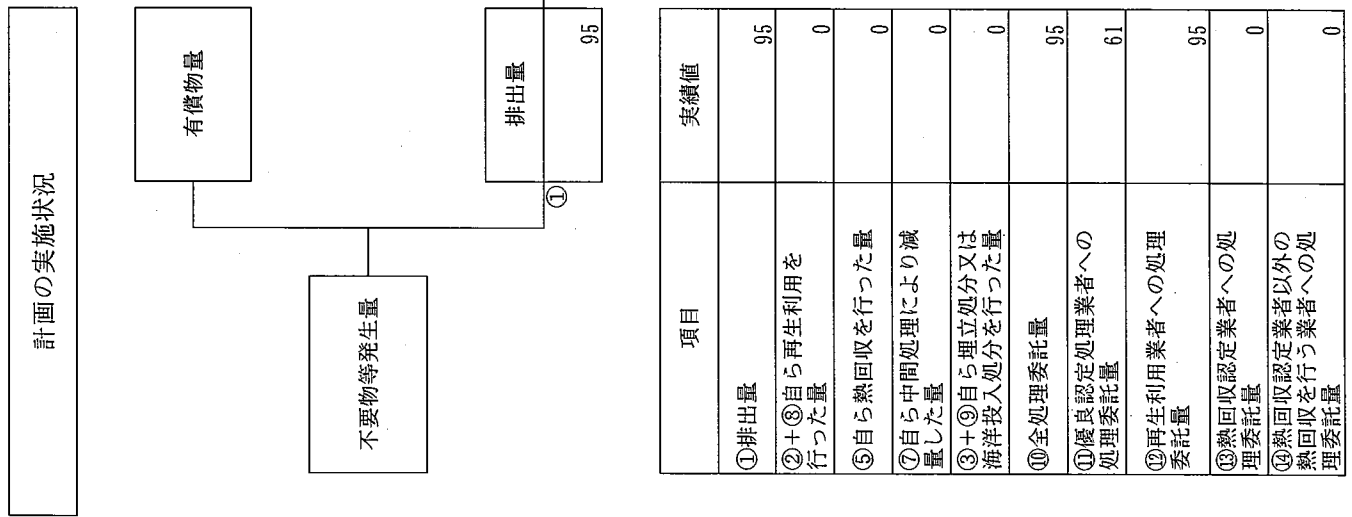 計画の実施状況
有償物量
不要物等発生量
①
排出量
95
項目 実績値
①排出量 95
②+⑧自ら再生利用を
行った量 0
⑤自ら熱回収を行った量 0
⑦自ら中間処理により減
量した量 0
③+⑨自ら埋立処分又は
海洋投入処分を行った量 0
⑩全処理委託量 95
⑪優良認定処理業者への
処理委託量 61
⑫再生利用業者への処理
委託量 95
⑬熱回収認定業者への処
理委託量 0
⑭熱回収認定業者以外の
熱回収を行う業者への処
理委託量 0